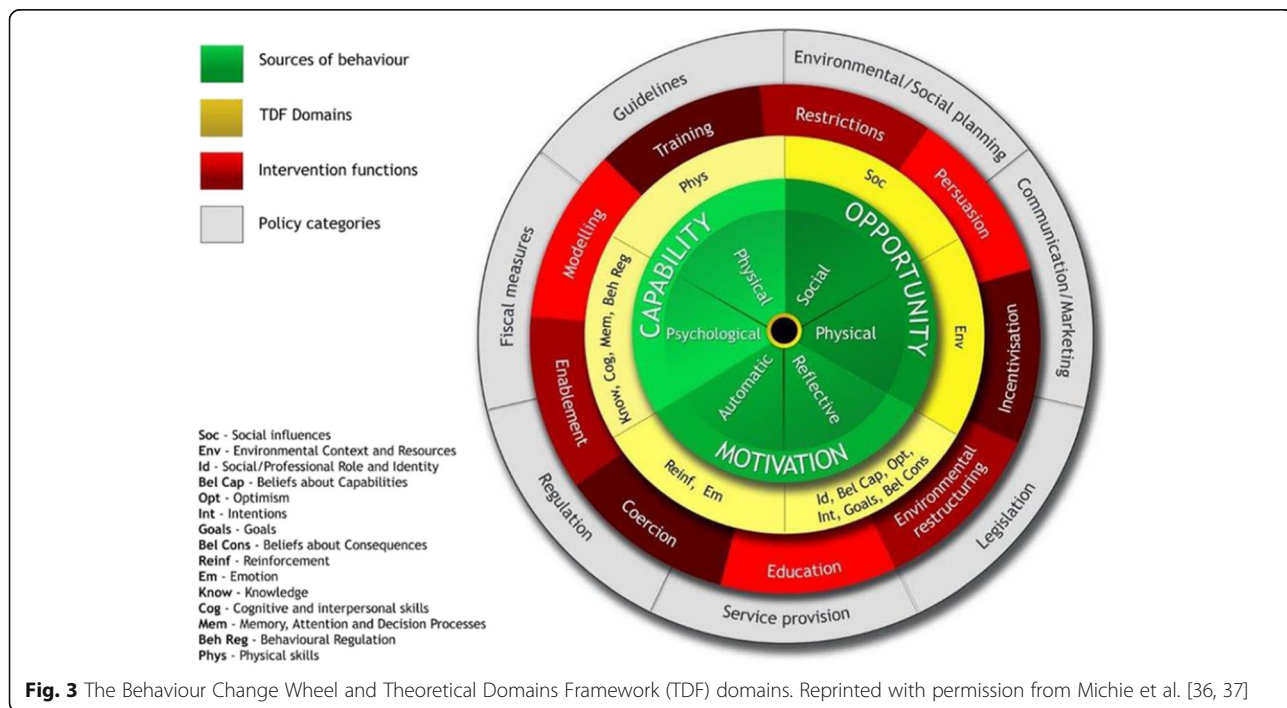 Sources of behaviour
TDF Domains
Intervention functions
Policy categories
Guidelines
Environmental/Social planning
Communication/Marketing
Legislation
Service provision
Regulation
Fiscal measures
Training
Restrictions
Persuasion
Incentivisation
Environmental
restructuring
Education
Coercion
Enablement
Modelling
Phys
Soc
Env
Id, Bel Cap, Opt,
Int, Goals, Bel Cons
Reinf, Em
Know, Cog, Mem, Beh Reg
CAPABILITY
OPPORTUNITY
MOTIVATION
Physical
Social
Physical
Reflective
Automatic
Psychological
Soc - Social influences
Env - Environmental Context and Resources
Id - Social/Professional Role and Identity
Bel Cap - Beliefs about Capabilities
Opt - Optimism
Int - Intentions
Goals - Goals
Bel Cons - Beliefs about Consequences
Reinf - Reinforcement
Em - Emotion
Know - Knowledge
Cog - Cognitive and interpersonal skills
Mem - Memory, Attention and Decision Processes
Beh Reg - Behavioural Regulation
Phys - Physical skills
Fig. 3 The Behaviour Change Wheel and Theoretical Domains Framework (TDF) domains. Reprinted with permission from Michie et al. [36, 37]